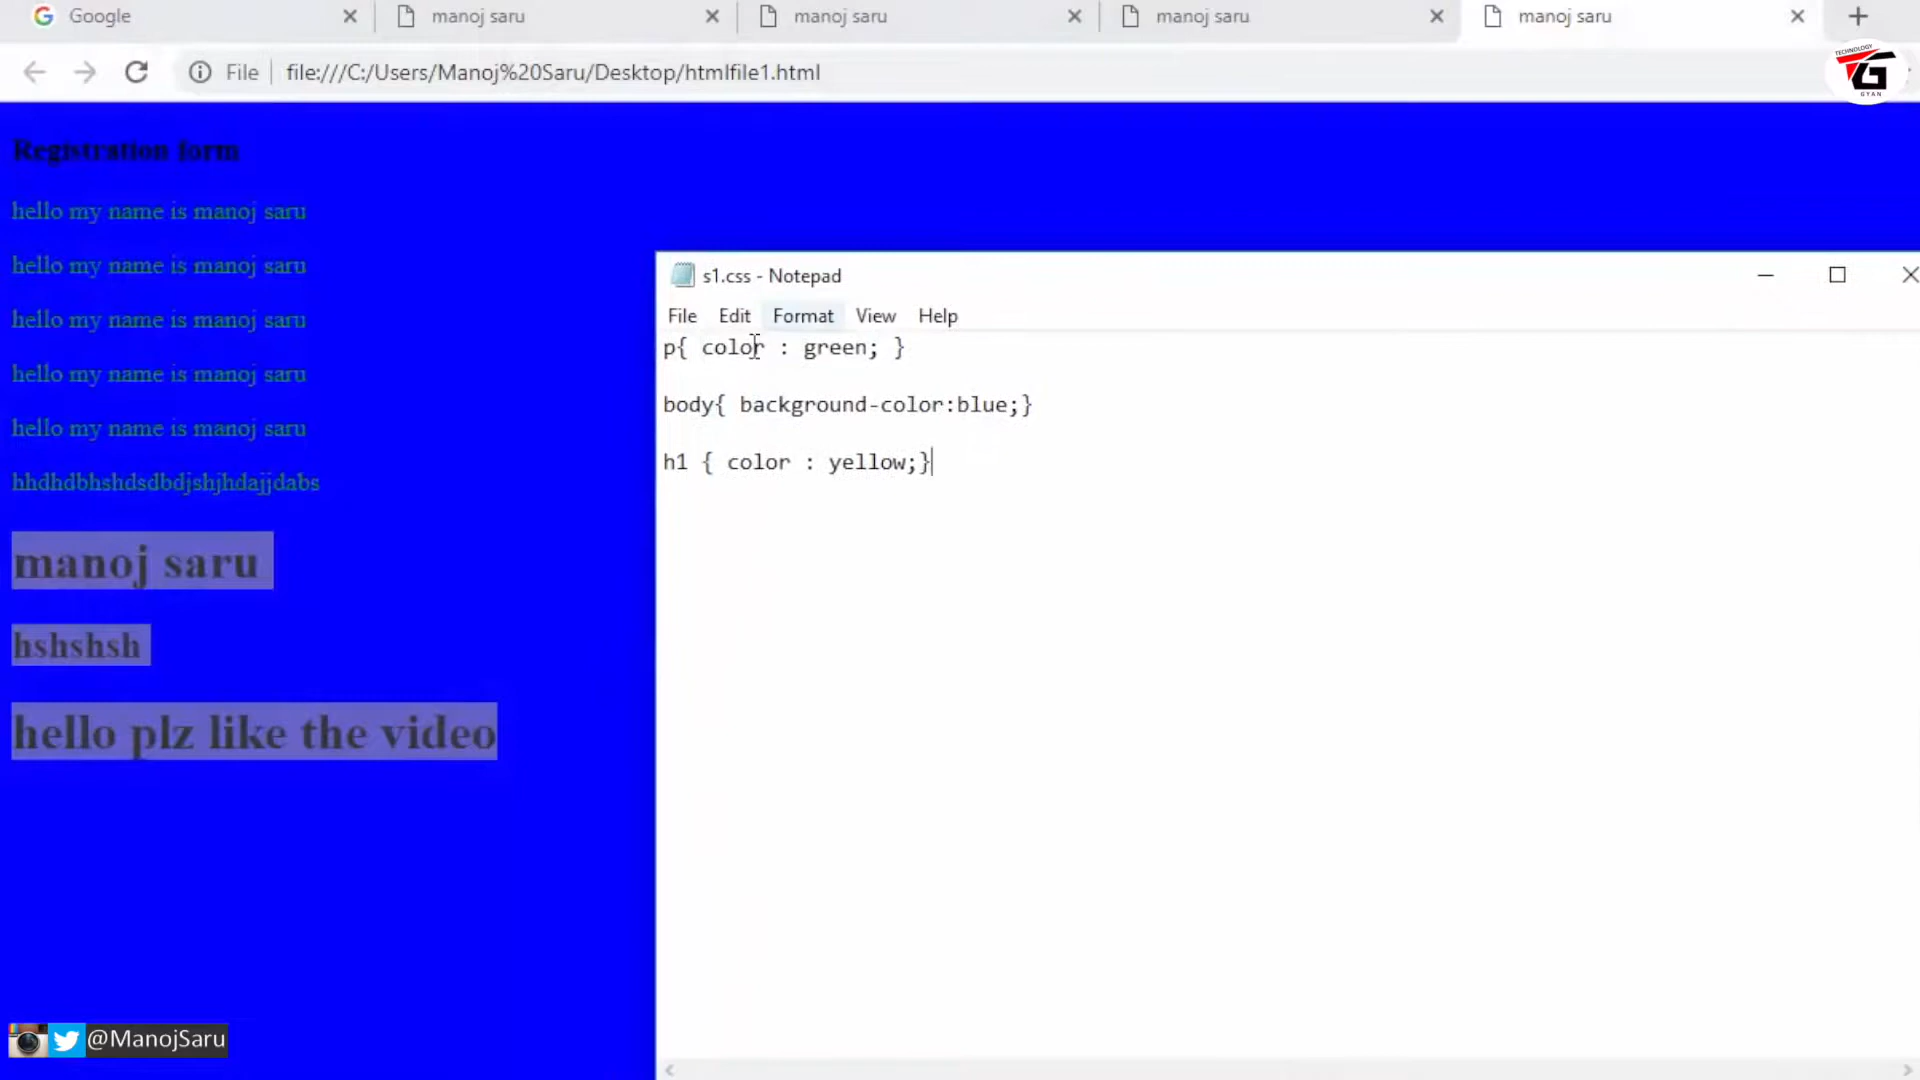 Google
manoj saru
manoj saru
manoj saru
manoj saru
File
file:///C:/Users/Manoj%20Saru/Desktop/htmlfile1.html
TECHNOLOGY
TG
GYAN
Registration form
hello my name is manoj saru
hello my name is manoj saru
hello my name is manoj saru
hello my name is manoj saru
hello my name is manoj saru
hhdhdbhshdsdbdjshjhdajjdabs
manoj saru
hshshsh
hello plz like the video
s1.css - Notepad
File Edit Format View Help
p{ color : green; }
body{ background-color:blue;}
h1 { color : yellow;}
@ManojSaru